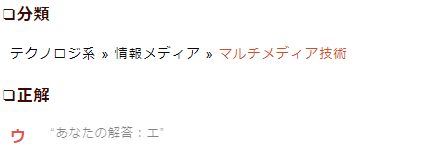 ❏分類
テクノロジ系 » 情報メディア » マルチメディア技術
❏正解
ウ “あなたの解答：エ”